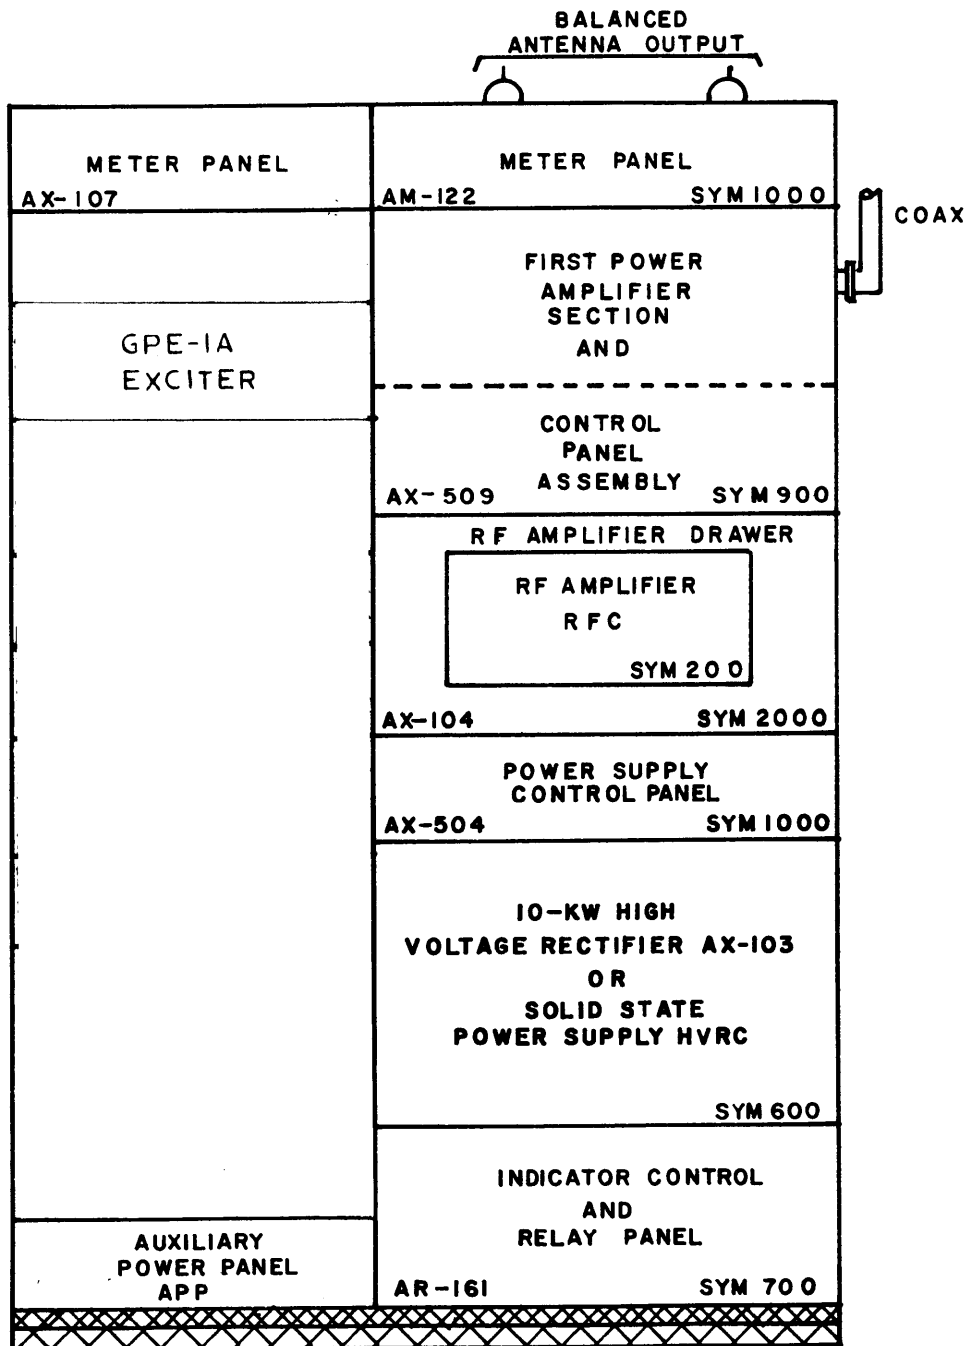 BALANCED
ANTENNA OUTPUT
METER PANEL
AX-107
METER PANEL
AM-122 SYM 1000
COAX
FIRST POWER
AMPLIFIER
SECTION
AND
GPE-1A
EXCITER
CONTROL
PANEL
ASSEMBLY
AX-509 SYM 900
RF AMPLIFIER DRAWER
RF AMPLIFIER
RFC
SYM 200
AX-104 SYM 2000
POWER SUPPLY
CONTROL PANEL
AX-504 SYM 1000
10-KW HIGH
VOLTAGE RECTIFIER AX-103
OR
SOLID STATE
POWER SUPPLY HVRC
SYM 600
INDICATOR CONTROL
AND
RELAY PANEL
AR-161 SYM 700
AUXILIARY
POWER PANEL
APP